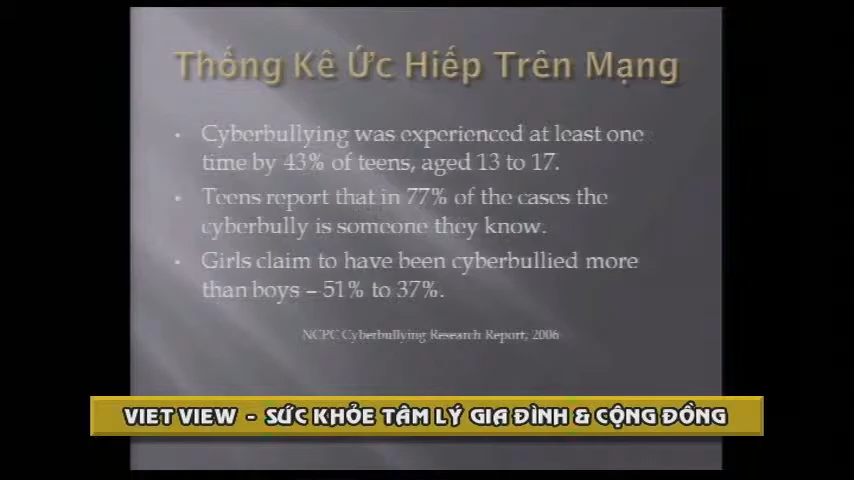 Thống Kê Ức Hiếp Trên Mạng
• Cyberbullying was experienced at least one
time by 43% of teens, aged 13 to 17.
• Teens report that in 77% of the cases the
cyberbully is someone they know.
• Girls claim to have been cyberbullied more
than boys – 51% to 37%.
NCPC Cyberbullying Research Report, 2006
VIET VIEW - SỨC KHỎE TÂM LÝ GIA ĐÌNH & CỘNG ĐỒNG